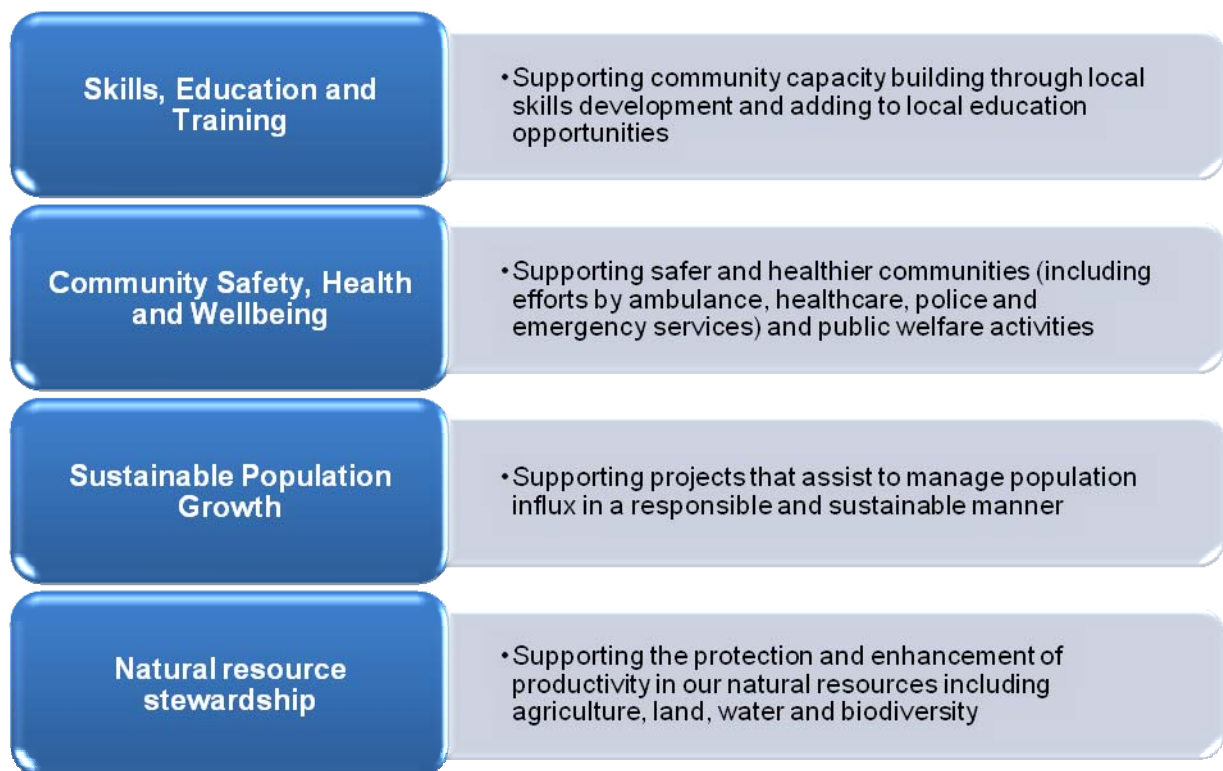 Skills, Education and
Training
•Supporting community capacity building through local
skills development and adding to local education
opportunities
Community Safety, Health
and Wellbeing
•Supporting safer and healthier communities (including
efforts by ambulance, healthcare, police and
emergency services) and public welfare activities
Sustainable Population
Growth
•Supporting projects that assist to manage population
influx in a responsible and sustainable manner
Natural resource
stewardship
•Supporting the protection and enhancement of
productivity in our natural resources including
agriculture, land, water and biodiversity